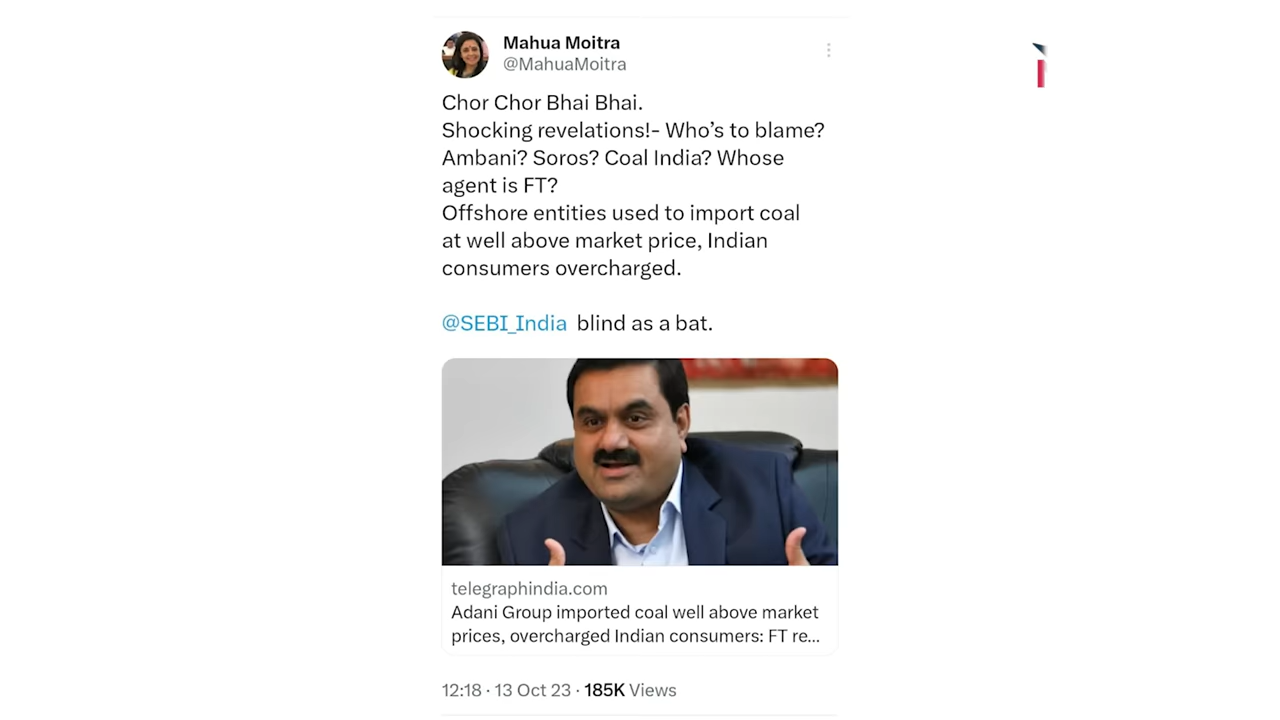 Mahua Moitra
@MahuaMoitra
Chor Chor Bhai Bhai.
Shocking revelations!- Who's to blame?
Ambani? Soros? Coal India? Whose
agent is FT?
Offshore entities used to import coal
at well above market price, Indian
consumers overcharged.
@SEBI_India blind as a bat.
telegraphindia.com
Adani Group imported coal well above market
prices, overcharged Indian consumers: FT re...
12:18 · 13 Oct 23 · 185K Views